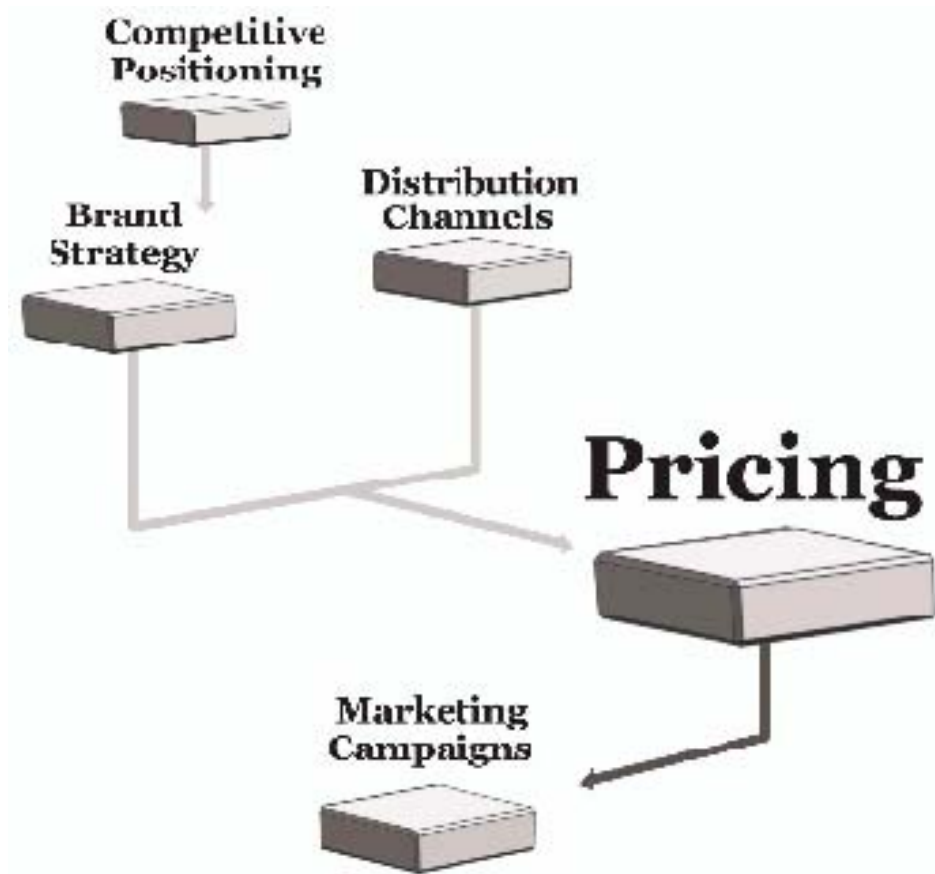 Competitive
Positioning
Distribution
Channels
Brand
Strategy
Pricing
Marketing
Campaigns